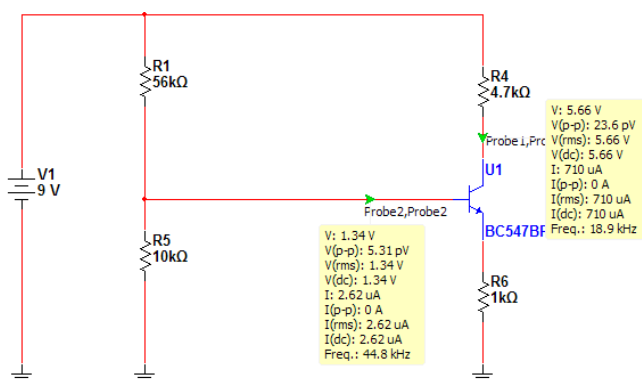 R1
56kΩ
R4
4.7kΩ
V: 5.66 V
V(p-p): 23.6 pV
V(rms): 5.66 V
V(dc): 5.66 V
I: 710 uA
I(p-p): 0 A
I(rms): 710 uA
I(dc): 710 uA
Freq.: 18.9 kHz
U1
V1
9 V
Probe2,Probe2
BC547BP
R5
10kΩ
V: 1.34 V
V(p-p): 5.31 pV
V(rms): 1.34 V
V(dc): 1.34 V
I: 2.62 uA
I(p-p): 0 A
I(rms): 2.62 uA
I(dc): 2.62 uA
Freq.: 44.8 kHz
R6
1kΩ